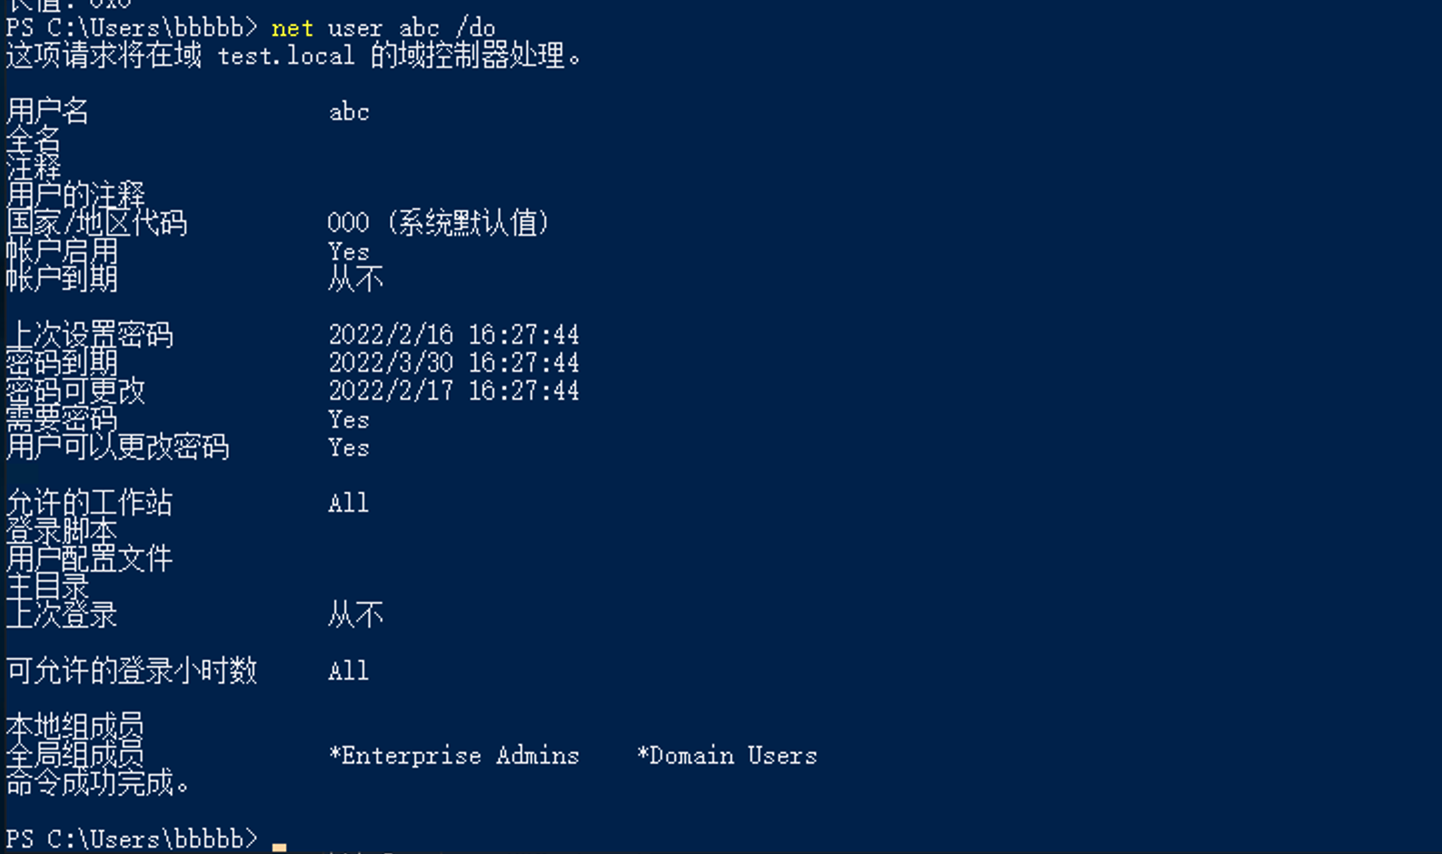 PS C:\Users\bbbbb> net user abc /do
这项请求将在域 test.local 的域控制器处理。
用户名 abc
全名
注释
用户的注释
国家/地区代码 000 (系统默认值)
帐户启用 Yes
帐户到期 从不
上次设置密码 2022/2/16 16:27:44
密码到期 2022/3/30 16:27:44
密码可更改 2022/2/17 16:27:44
需要密码 Yes
用户可以更改密码 Yes
允许的工作站 All
登录脚本
用户配置文件
主目录
上次登录 从不
可允许的登录小时数 All
本地组成员
全局组成员 *Enterprise Admins *Domain Users
命令成功完成。
PS C:\Users\bbbbb>